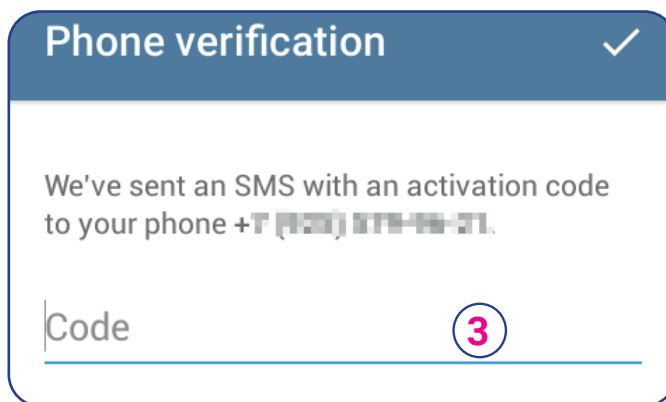 Phone verification
We've sent an SMS with an activation code
to your phone
Code
3